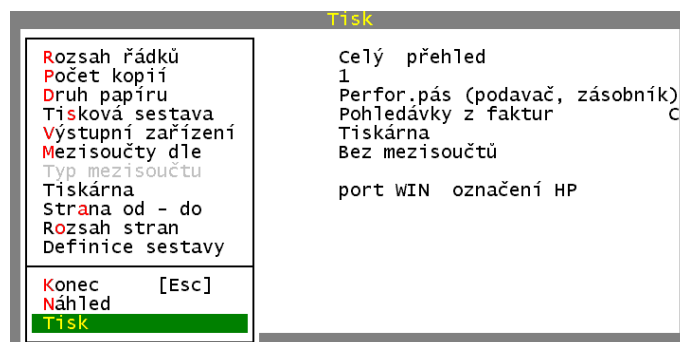 Tisk
Rozsah řádků Celý přehled
Počet kopií 1
Druh papíru Perfor.pás (podavač, zásobník)
Tisková sestava Pohledávky z faktur C
Výstupní zařízení Tiskárna
Mezisoučty dle Bez mezisoučtů
Typ mezisoučtu
Tiskárna port WIN označení HP
Strana od - do
Rozsah stran
Definice sestavy
Konec [Esc]
Náhled
Tisk